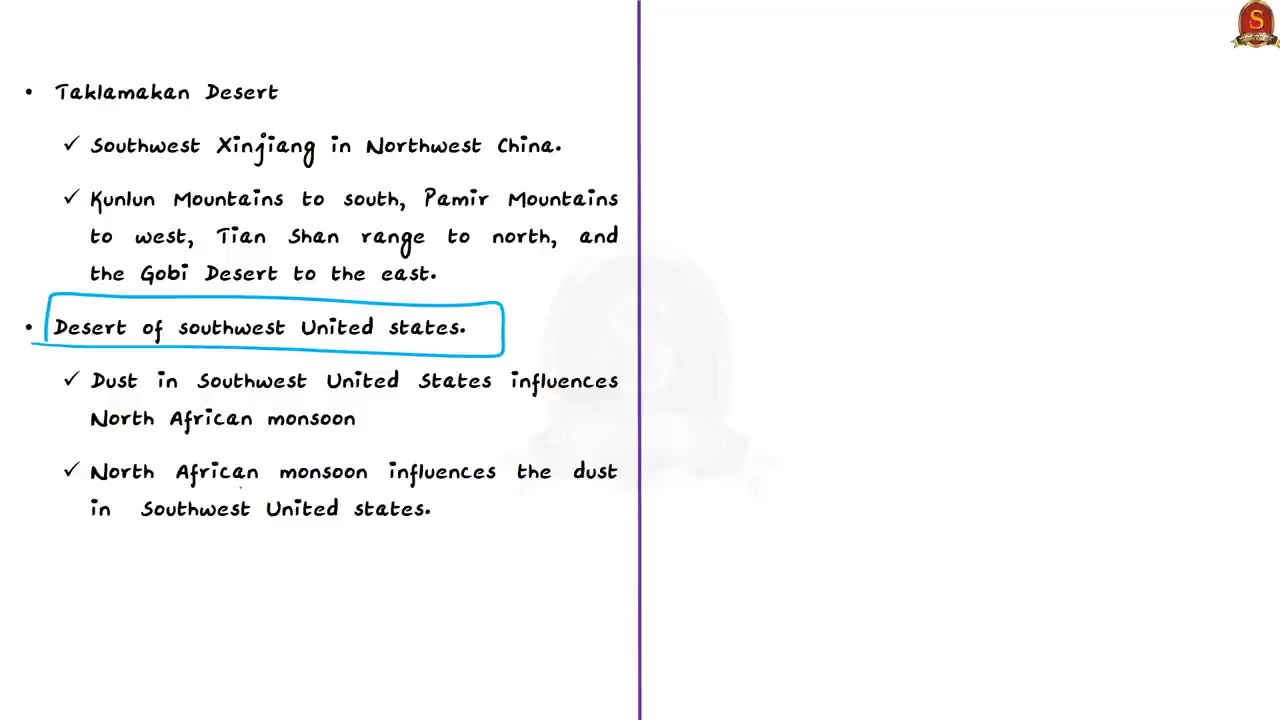 • Taklamakan Desert
✓ Southwest Xinjiang in Northwest China.
✓ Kunlun Mountains to south, Pamir Mountains
to west, Tian Shan range to north, and
the Gobi Desert to the east.
• Desert of southwest United states.
✓ Dust in Southwest United States influences
North African monsoon
✓ North African monsoon influences the dust
in Southwest United states.
S